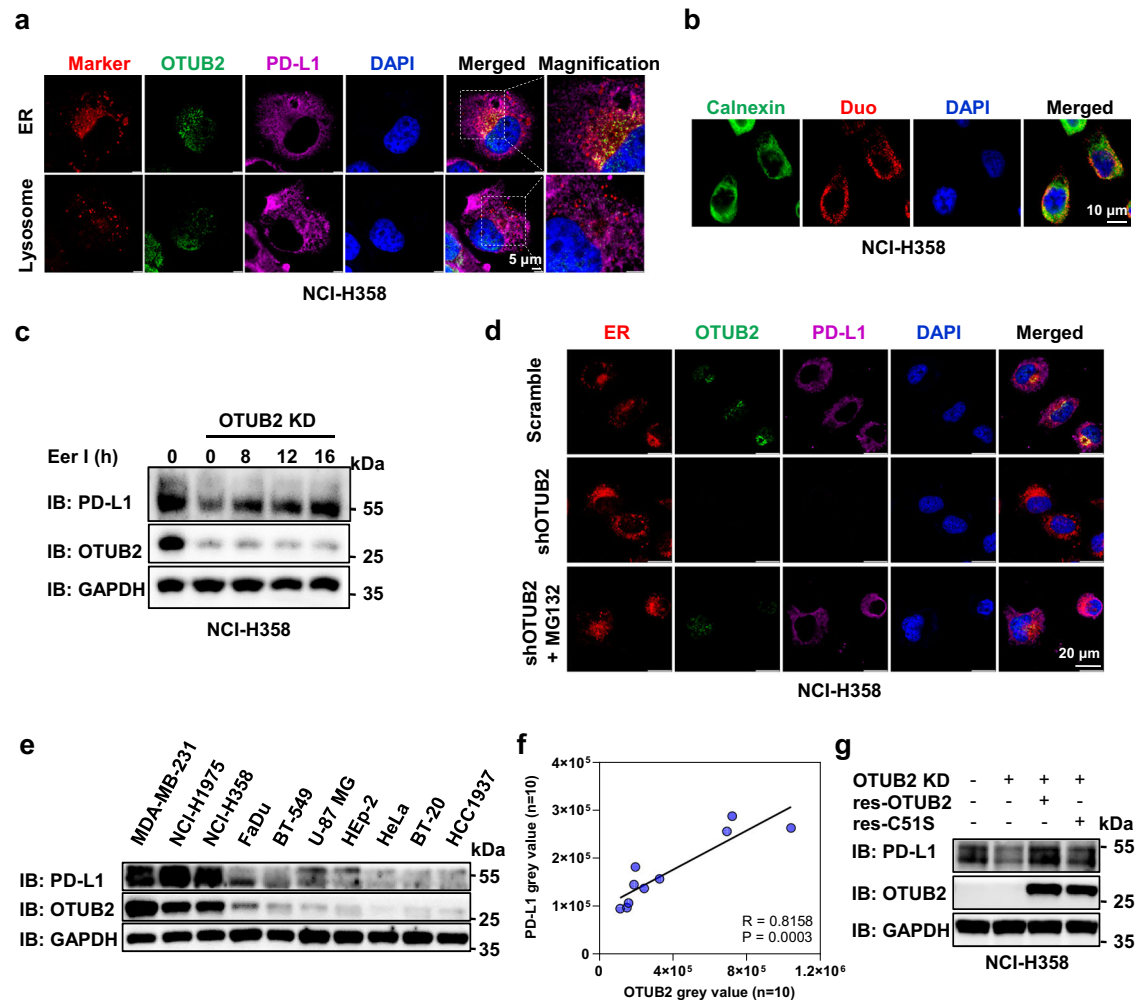 a
Marker OTUB2 PD-L1 DAPI Merged Magnification
ER
Lysosome
5 µm
NCI-H358
b
Calnexin Duo DAPI Merged
10 µm
NCI-H358
c
OTUB2 KD
Eer I (h) 0 0 8 12 16 kDa
IB: PD-L1 55
IB: OTUB2 25
IB: GAPDH 35
NCI-H358
d
ER OTUB2 PD-L1 DAPI Merged
Scramble
shOTUB2
shOTUB2
+ MG132
20 µm
NCI-H358
e
MDA-MB-231 NCI-H1975 NCI-H358 FaDu BT-549 U-87 MG HEp-2 HeLa BT-20 HCC1937
kDa
IB: PD-L1 55
IB: OTUB2 25
IB: GAPDH 35
f
PD-L1 grey value (n=10)
4×10⁵
3×10⁵
2×10⁵
1×10⁵
0
R = 0.8158
P = 0.0003
0 4×10⁵ 8×10⁵ 1.2×10⁶
OTUB2 grey value (n=10)
g
OTUB2 KD - + + +
res-OTUB2 - - + -
res-C51S - - - + kDa
IB: PD-L1 55
IB: OTUB2 25
IB: GAPDH 35
NCI-H358